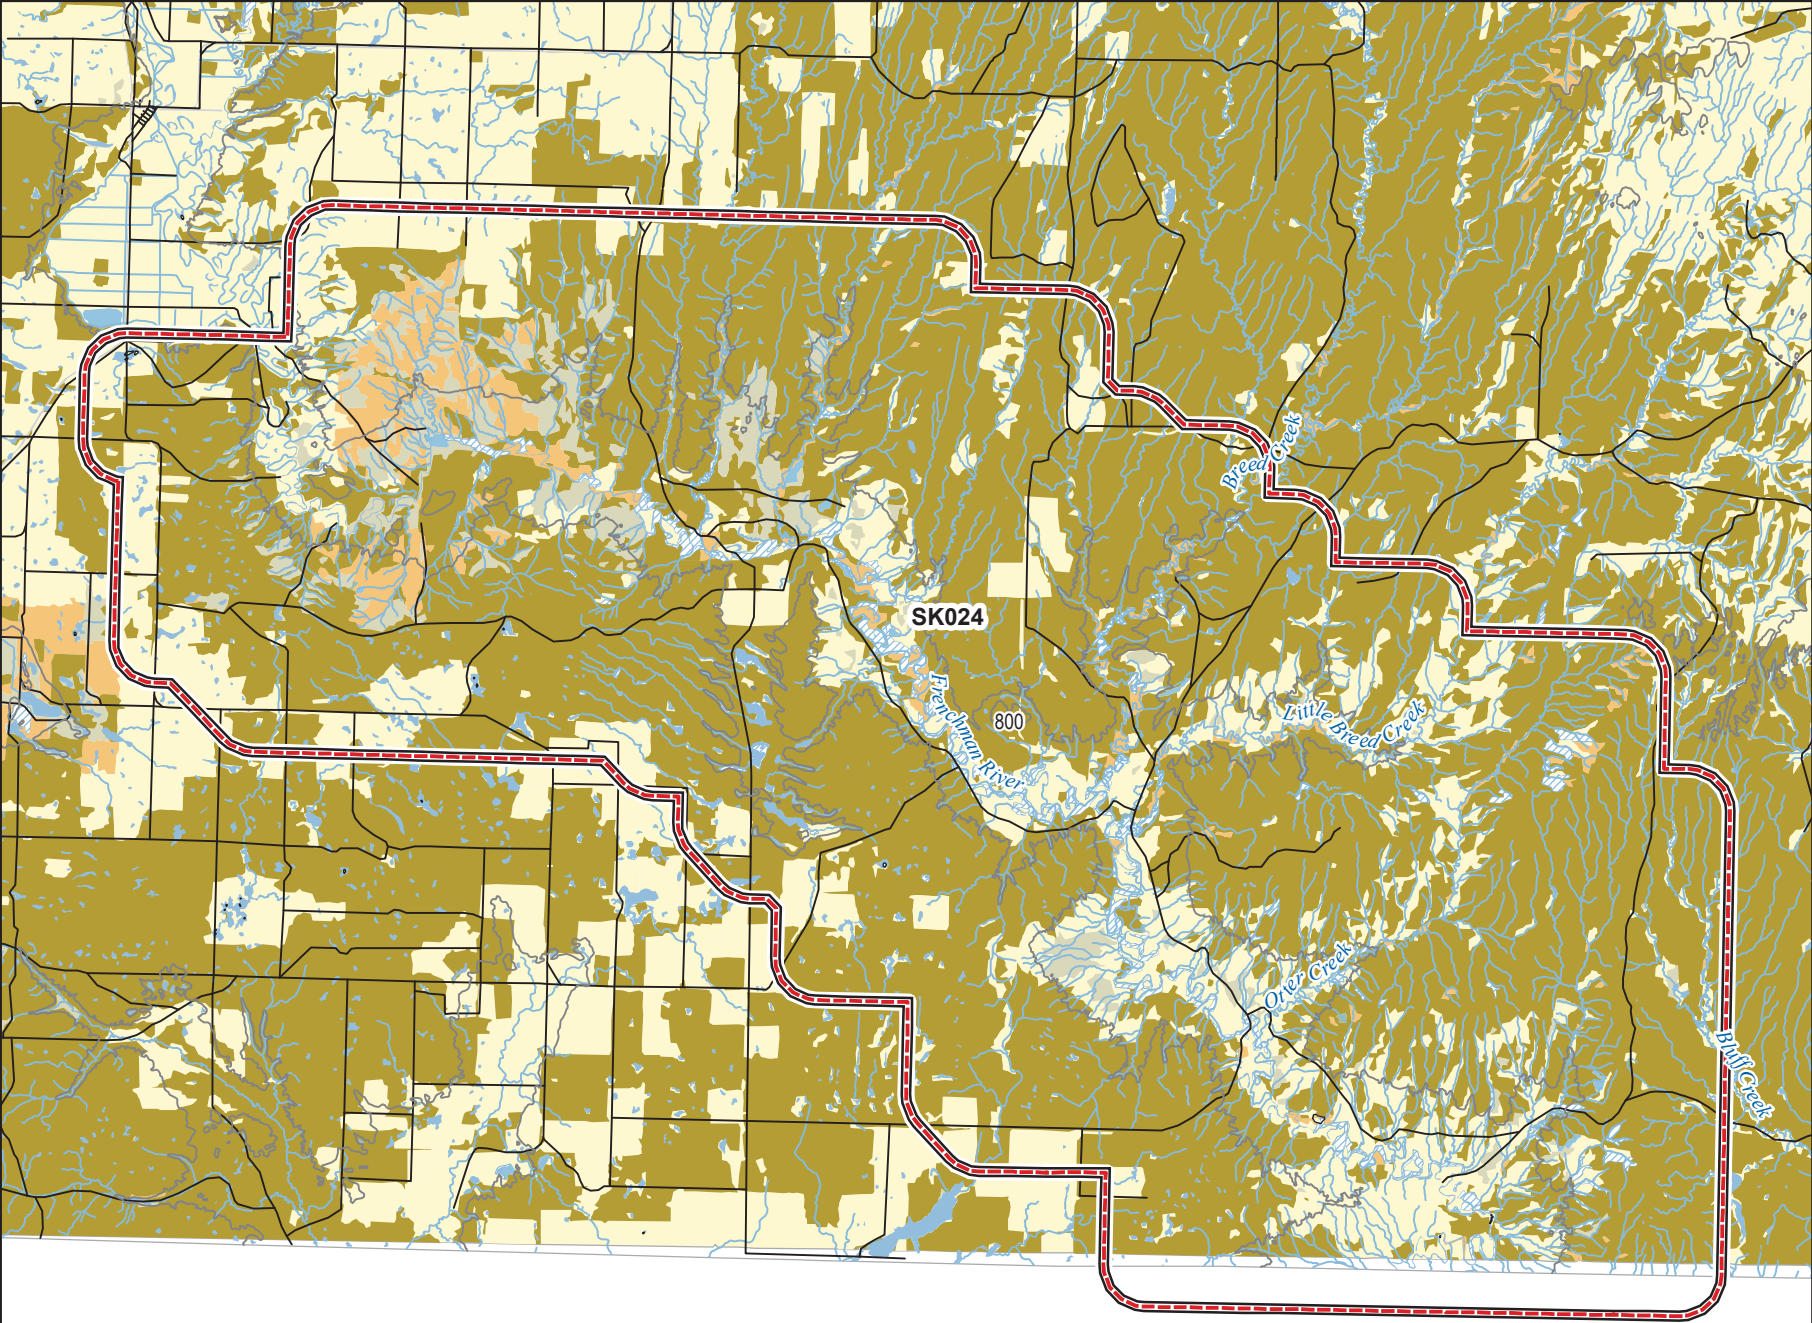 Breed Creek
SK024
Frenchman River
800
Little Breed Creek
Otter Creek
Bluff Creek